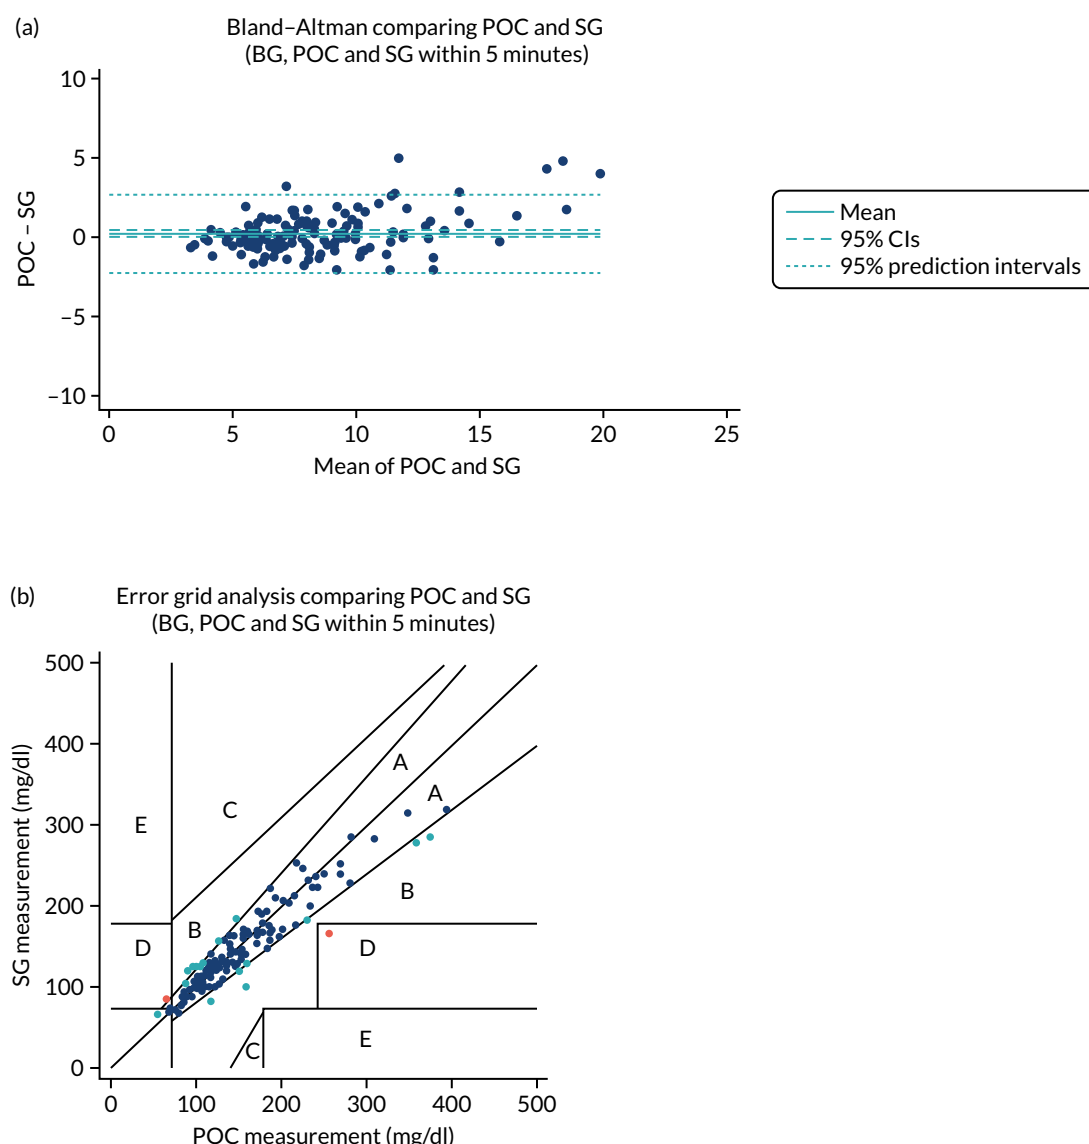 (a)
Bland–Altman comparing POC and SG
(BG, POC and SG within 5 minutes)
10
5
0
–5
–10
POC – SG
0 5 10 15 20 25
Mean of POC and SG
Mean
95% CIs
95% prediction intervals
(b)
Error grid analysis comparing POC and SG
(BG, POC and SG within 5 minutes)
500
400
300
200
100
0
SG measurement (mg/dl)
A
A
C
E
B
B
D
D
E
C
0 100 200 300 400 500
POC measurement (mg/dl)